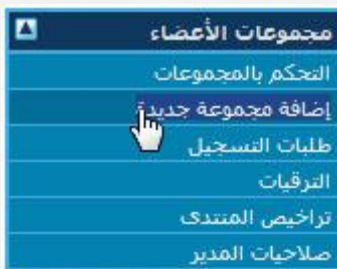 مجموعات الأعضاء
التحكم بالمجموعات
إضافة مجموعة جديدة
طلبات التسجيل
الترقيات
تراخيص المنتدى
صلاحيات المدير